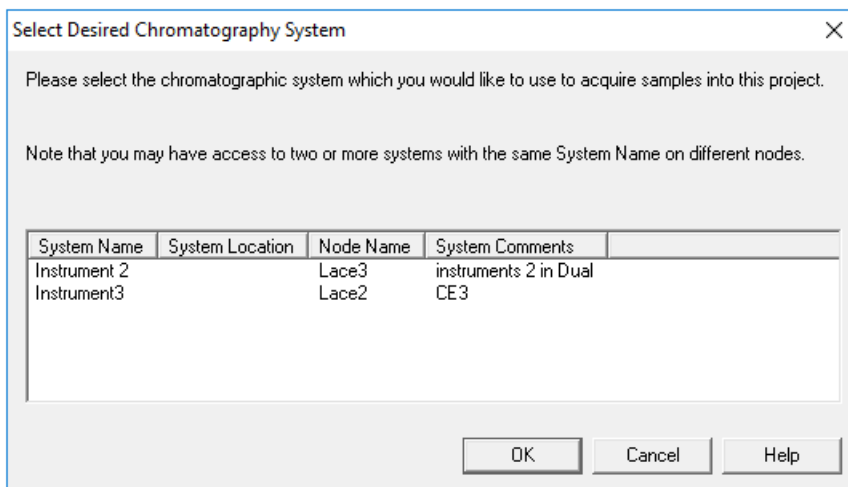 Select Desired Chromatography System
Please select the chromatographic system which you would like to use to acquire samples into this project.
Note that you may have access to two or more systems with the same System Name on different nodes.
System Name System Location Node Name System Comments
Instrument 2 Lace3 instruments 2 in Dual
Instrument3 Lace2 CE3
OK Cancel Help